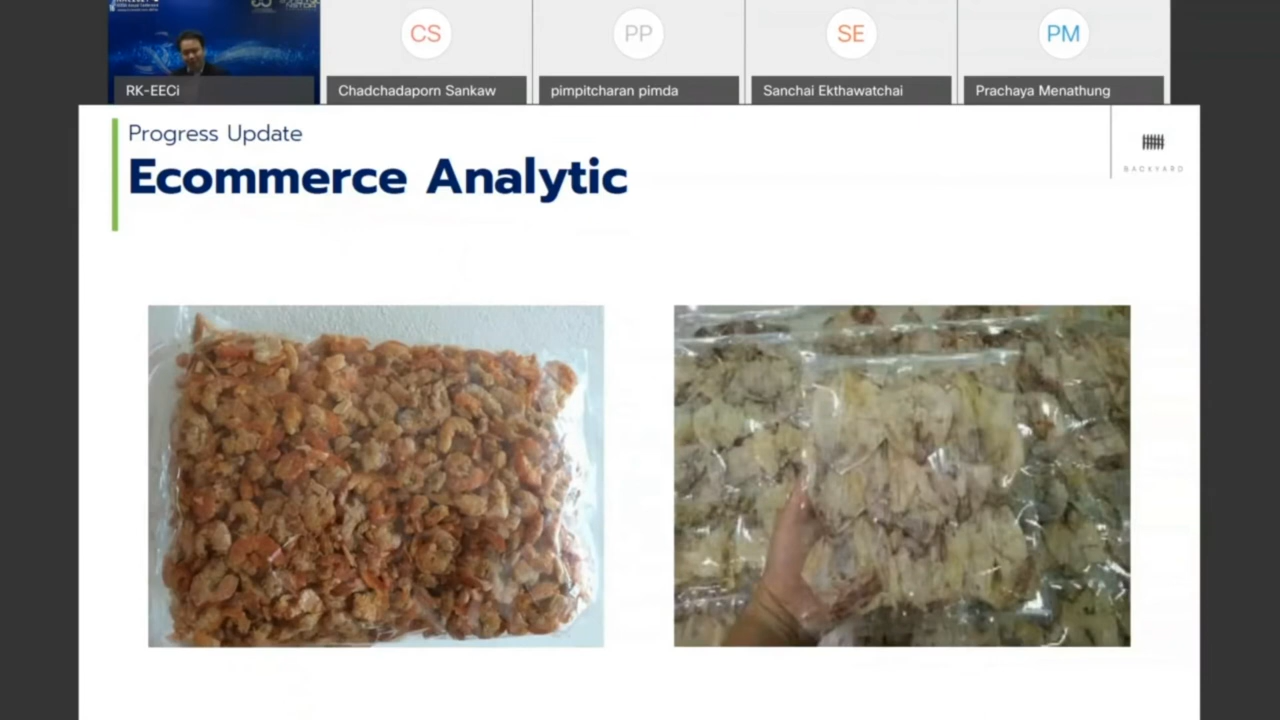 RK-EECi
CS
Chadchadaporn Sankaw
PP
pimpitcharan pimda
SE
Sanchai Ekthawatchai
PM
Prachaya Menathung
Progress Update
Ecommerce Analytic
BACKYARD